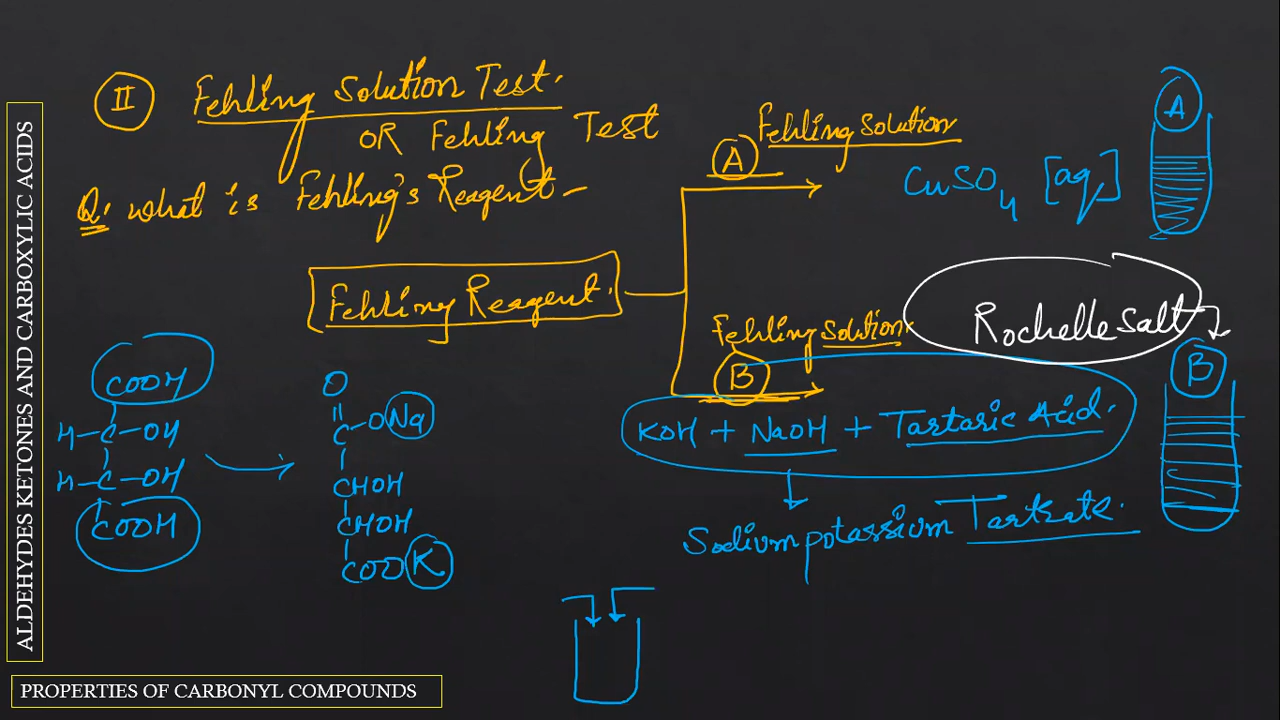 ALDEHYDES KETONES AND CARBOXYLIC ACIDS
II Fehling Solution Test.
OR Fehling Test
Q. what is Fehling's Reagent -
Fehling Reagent.
A Fehling Solution
CuSO4 [aq]
A
Rochelle Salt
Fehling Solution
B
KOH + NaOH + Tartaric Acid.
Sodium potassium Tartrate.
B
COOH
H-C-OH
H-C-OH
COOH
O
C-ONa
CHOH
CHOH
COOK
PROPERTIES OF CARBONYL COMPOUNDS